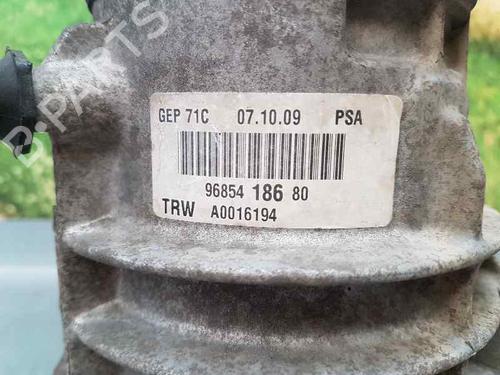 B-PARTS
GEP 71C 07.10.09 PSA
96854 186 80
TRW A0016194